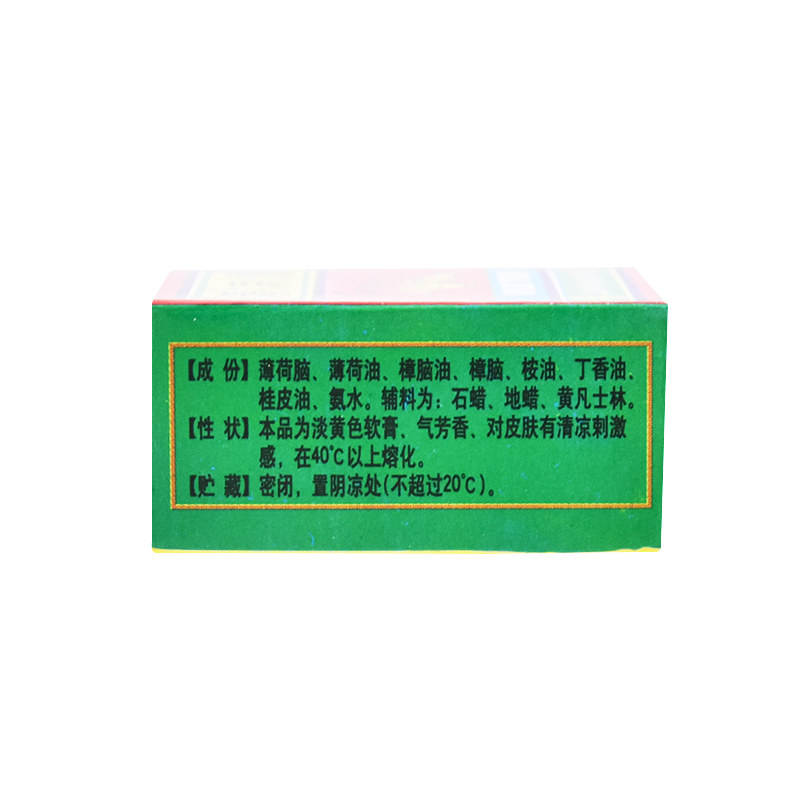 【成份】薄荷脑、薄荷油、樟脑油、樟脑、桉油、丁香油、
桂皮油、氨水。辅料为：石蜡、地蜡、黄凡士林。
【性状】本品为淡黄色软膏、气芳香、对皮肤有清凉刺激
感，在40℃以上熔化。
【贮藏】密闭，置阴凉处(不超过20℃)。